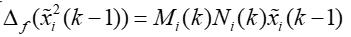 Δ_f(x̃_i^2(k−1)) = M_i(k)N_i(k)x̃_i(k−1)